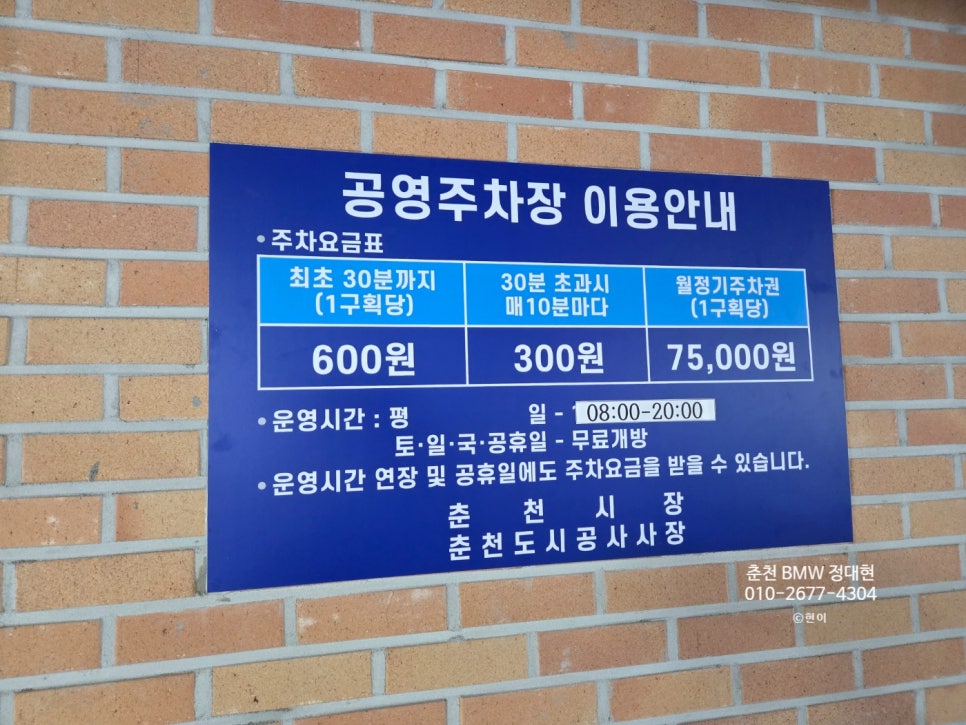 공영주차장 이용안내
• 주차요금표
최초 30분까지 30분 초과시 월정기주차권
(1구획당) 매10분마다 (1구획당)
600원 300원 75,000원
• 운영시간 : 평 일 - 08:00-20:00
토·일·국·공휴일 - 무료개방
• 운영시간 연장 및 공휴일에도 주차요금을 받을 수 있습니다.
춘 천 시 장
춘천도시공사사장
춘천 BMW 정대현
010-2677-4304
©현이